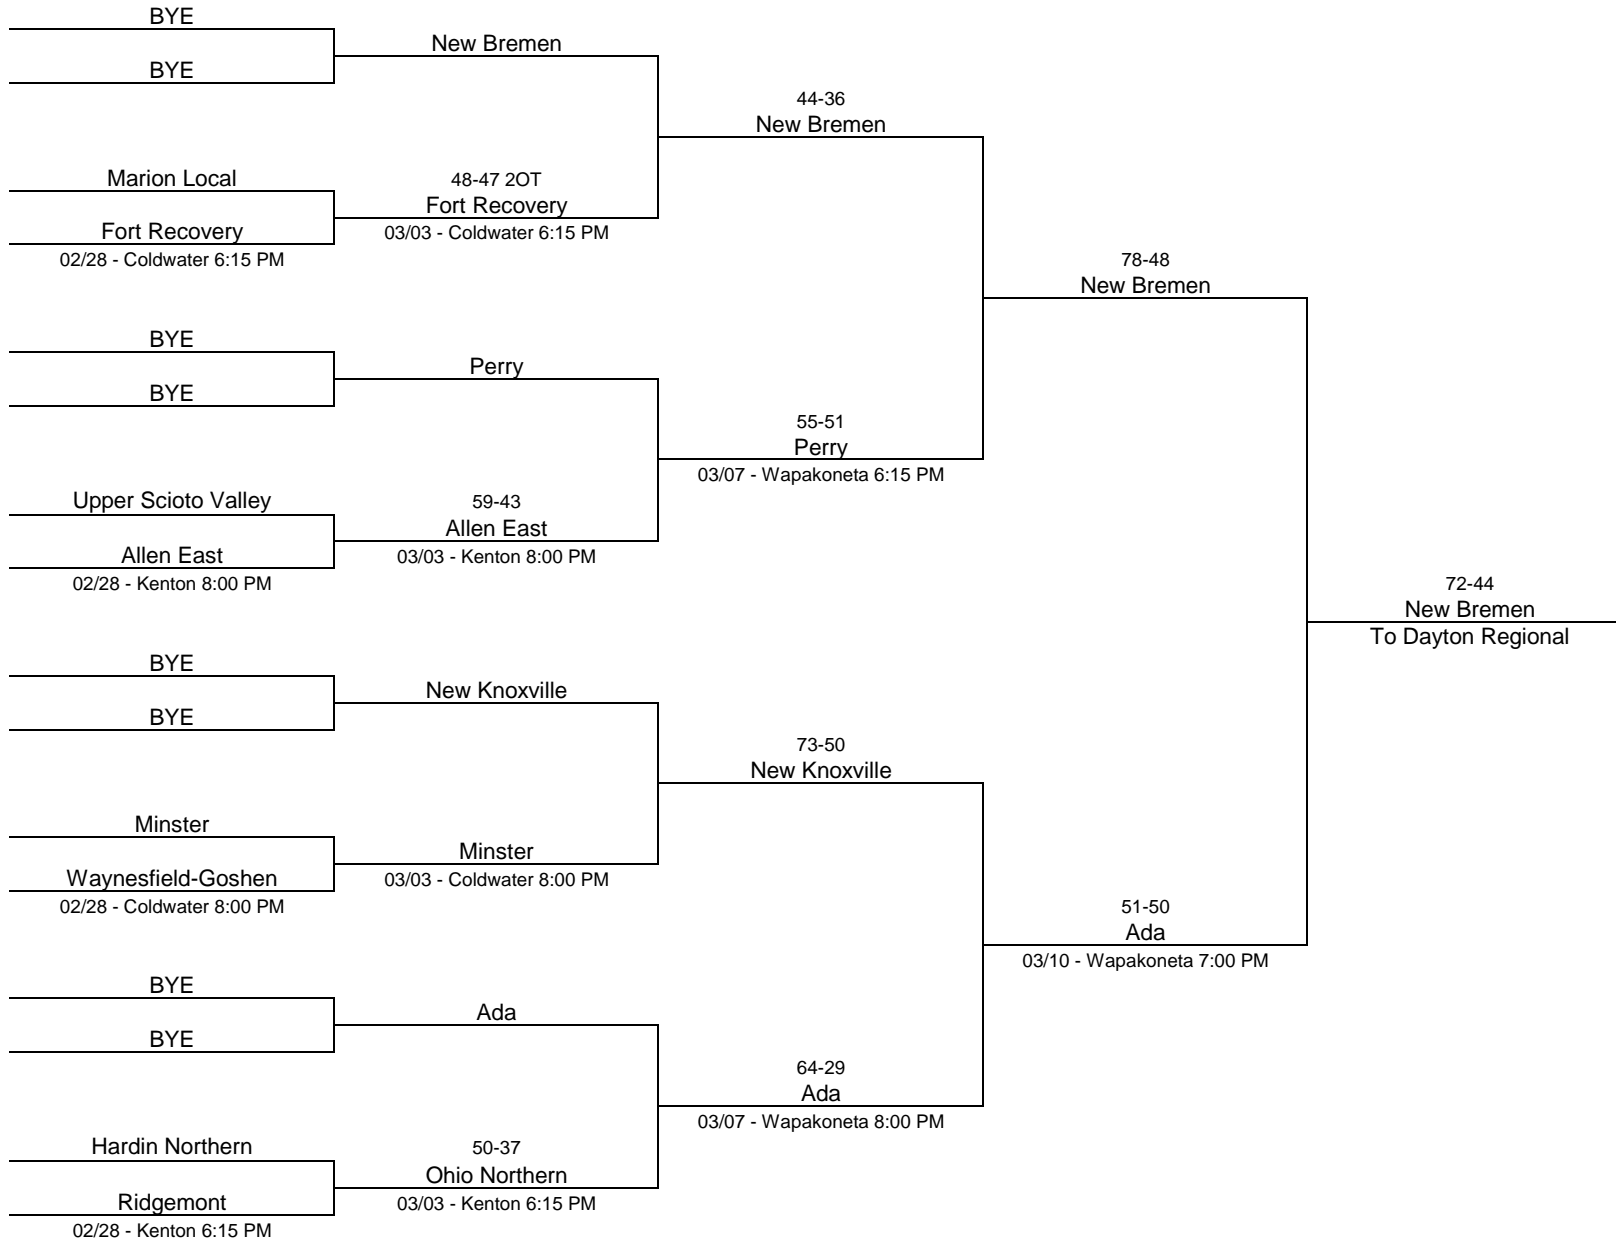 BYE
BYE
New Bremen
Marion Local
Fort Recovery
02/28 - Coldwater 6:15 PM
48-47 2OT
Fort Recovery
03/03 - Coldwater 6:15 PM
44-36
New Bremen
BYE
BYE
Perry
Upper Scioto Valley
Allen East
02/28 - Kenton 8:00 PM
59-43
Allen East
03/03 - Kenton 8:00 PM
55-51
Perry
03/07 - Wapakoneta 6:15 PM
78-48
New Bremen
BYE
BYE
New Knoxville
Minster
Waynesfield-Goshen
02/28 - Coldwater 8:00 PM
Minster
03/03 - Coldwater 8:00 PM
73-50
New Knoxville
BYE
BYE
Ada
Hardin Northern
Ridgemont
02/28 - Kenton 6:15 PM
50-37
Ohio Northern
03/03 - Kenton 6:15 PM
64-29
Ada
03/07 - Wapakoneta 8:00 PM
51-50
Ada
03/10 - Wapakoneta 7:00 PM
72-44
New Bremen
To Dayton Regional